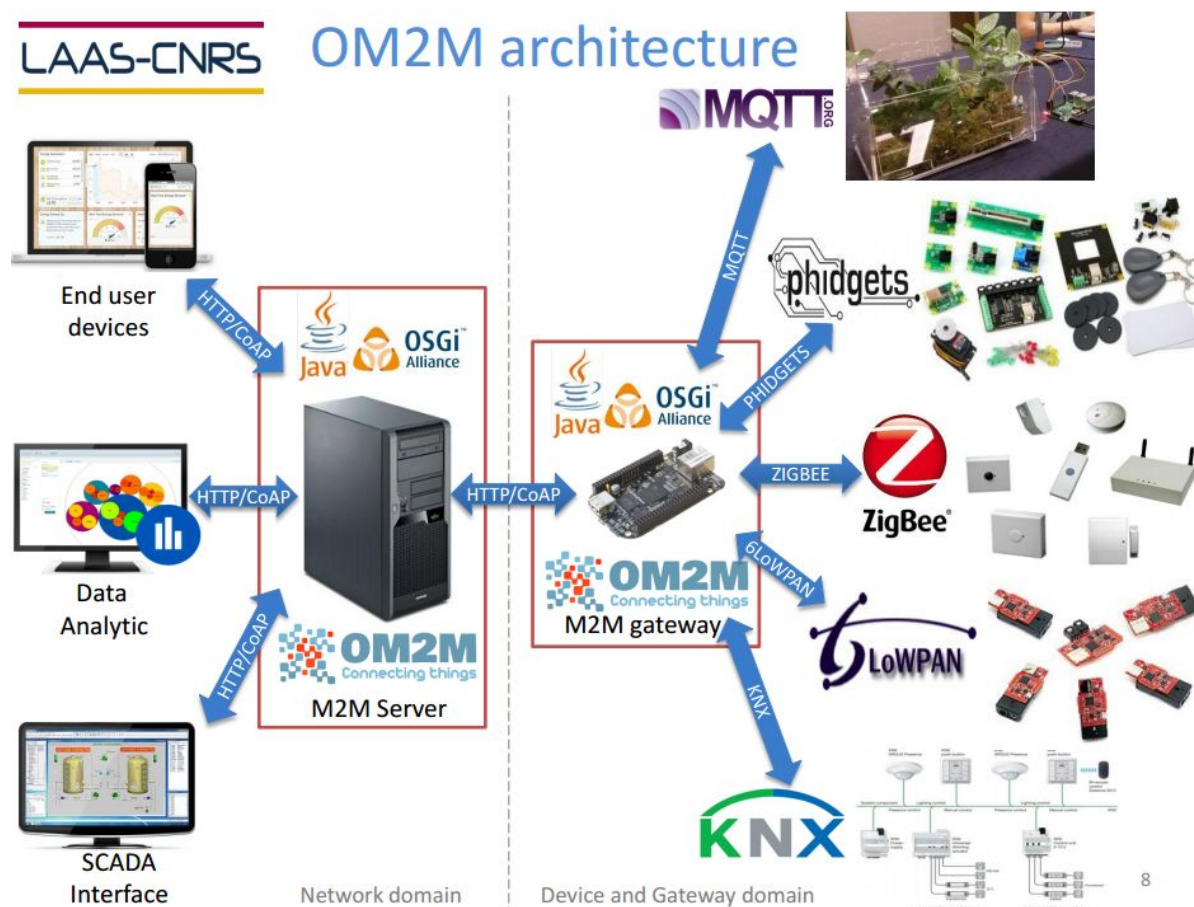 LAAS-CNRS
OM2M architecture
MQTT.ORG
MQTT
phidgets
PHIDGETS
End user
devices
HTTP/CoAP
Java
OSGi™
Alliance
Java
OSGi™
Alliance
HTTP/CoAP
HTTP/CoAP
ZIGBEE
ZigBee®
Data
Analytic
OM2M
Connecting things
M2M gateway
6LoWPAN
6LoWPAN
HTTP/CoAP
OM2M
Connecting things
M2M Server
KNX
KNX
SCADA
Interface
Network domain
Device and Gateway domain
8